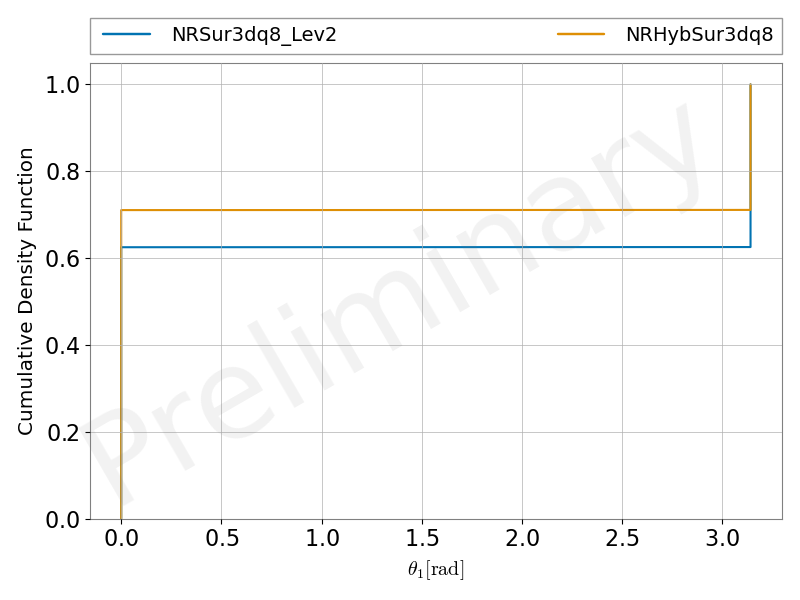 NRSur3dq8_Lev2 NRHybSur3dq8
1.0
0.8
0.6
0.4
0.2
0.0
Cumulative Density Function
Preliminary
0.0 0.5 1.0 1.5 2.0 2.5 3.0
θ₁[rad]